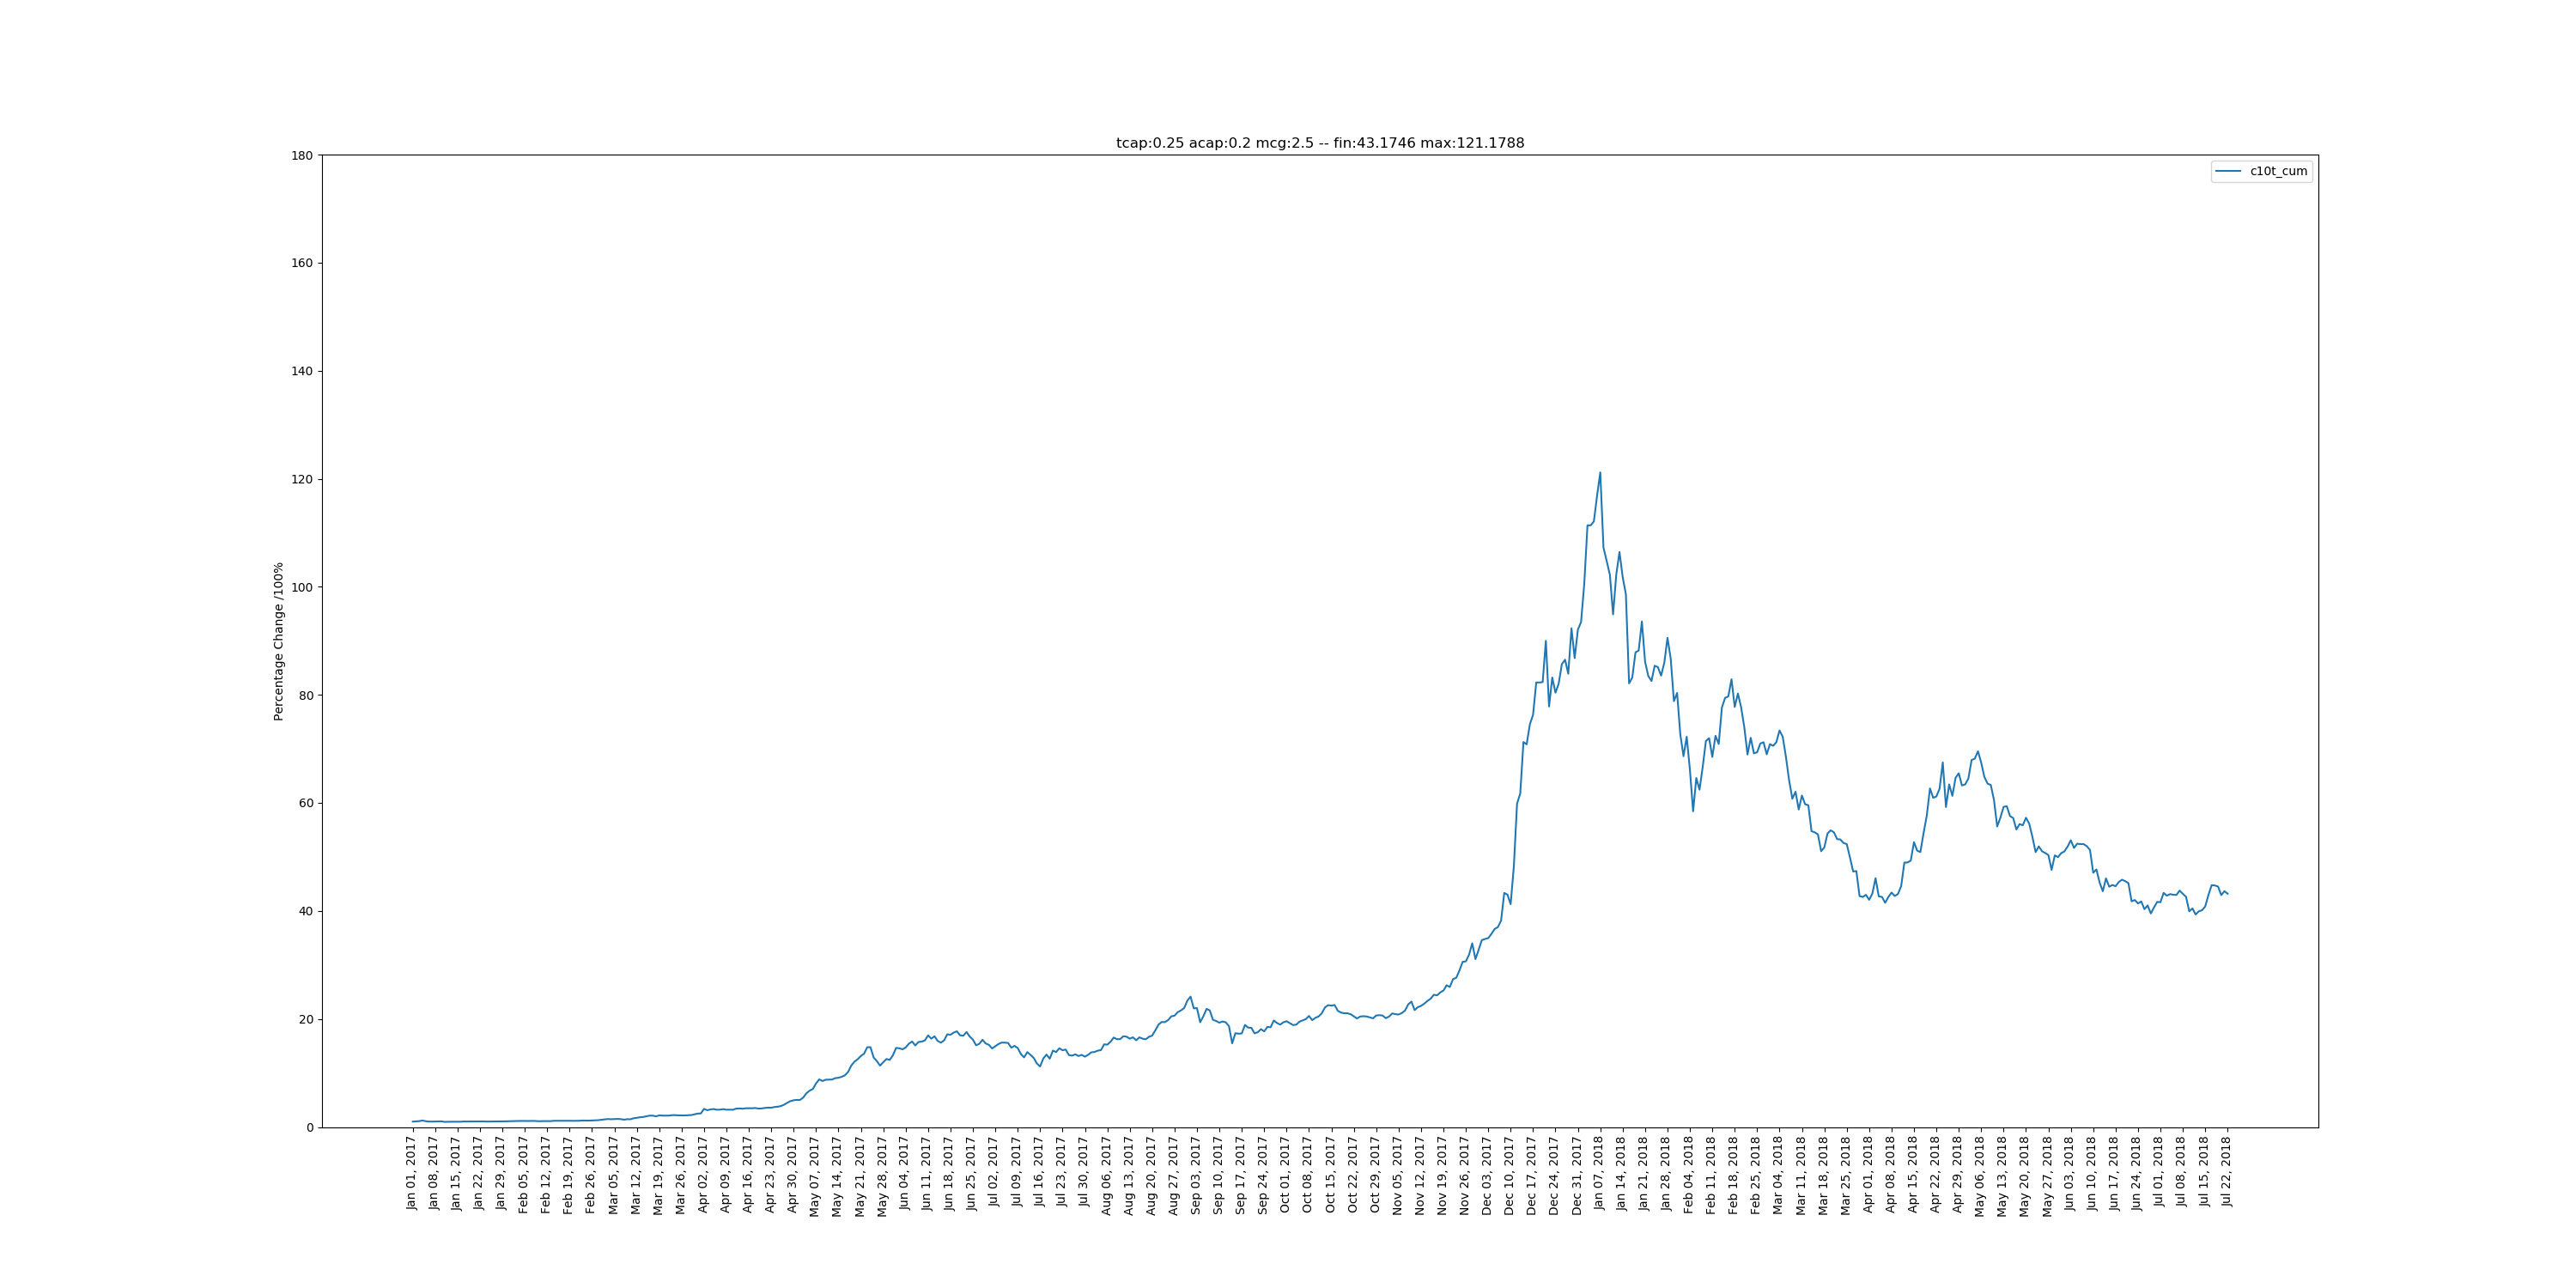 tcap:0.25 acap:0.2 mcg:2.5 -- fin:43.1746 max:121.1788
c10t_cum
Percentage Change /100%
180
160
140
120
100
80
60
40
20
0
Jan 01, 2017
Jan 08, 2017
Jan 15, 2017
Jan 22, 2017
Jan 29, 2017
Feb 05, 2017
Feb 12, 2017
Feb 19, 2017
Feb 26, 2017
Mar 05, 2017
Mar 12, 2017
Mar 19, 2017
Mar 26, 2017
Apr 02, 2017
Apr 09, 2017
Apr 16, 2017
Apr 23, 2017
Apr 30, 2017
May 07, 2017
May 14, 2017
May 21, 2017
May 28, 2017
Jun 04, 2017
Jun 11, 2017
Jun 18, 2017
Jun 25, 2017
Jul 02, 2017
Jul 09, 2017
Jul 16, 2017
Jul 23, 2017
Jul 30, 2017
Aug 06, 2017
Aug 13, 2017
Aug 20, 2017
Aug 27, 2017
Sep 03, 2017
Sep 10, 2017
Sep 17, 2017
Sep 24, 2017
Oct 01, 2017
Oct 08, 2017
Oct 15, 2017
Oct 22, 2017
Oct 29, 2017
Nov 05, 2017
Nov 12, 2017
Nov 19, 2017
Nov 26, 2017
Dec 03, 2017
Dec 10, 2017
Dec 17, 2017
Dec 24, 2017
Dec 31, 2017
Jan 07, 2018
Jan 14, 2018
Jan 21, 2018
Jan 28, 2018
Feb 04, 2018
Feb 11, 2018
Feb 18, 2018
Feb 25, 2018
Mar 04, 2018
Mar 11, 2018
Mar 18, 2018
Mar 25, 2018
Apr 01, 2018
Apr 08, 2018
Apr 15, 2018
Apr 22, 2018
Apr 29, 2018
May 06, 2018
May 13, 2018
May 20, 2018
May 27, 2018
Jun 03, 2018
Jun 10, 2018
Jun 17, 2018
Jun 24, 2018
Jul 01, 2018
Jul 08, 2018
Jul 15, 2018
Jul 22, 2018